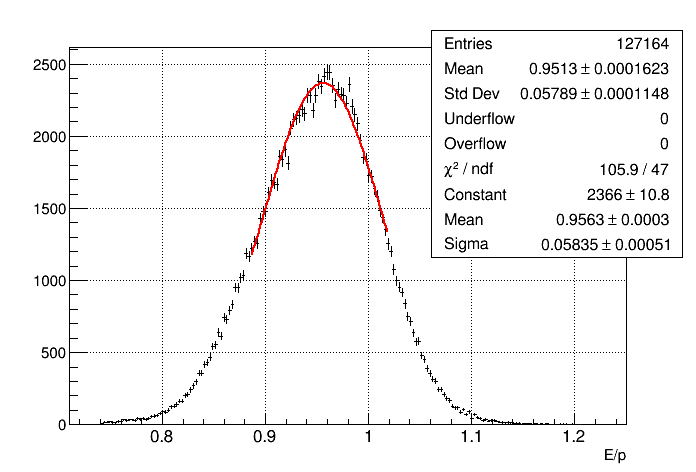 Entries 127164
Mean 0.9513 ± 0.0001623
Std Dev 0.05789 ± 0.0001148
Underflow 0
Overflow 0
χ² / ndf 105.9 / 47
Constant 2366 ± 10.8
Mean 0.9563 ± 0.0003
Sigma 0.05835 ± 0.00051
2500
2000
1500
1000
500
0
0.8 0.9 1 1.1 1.2
E/p